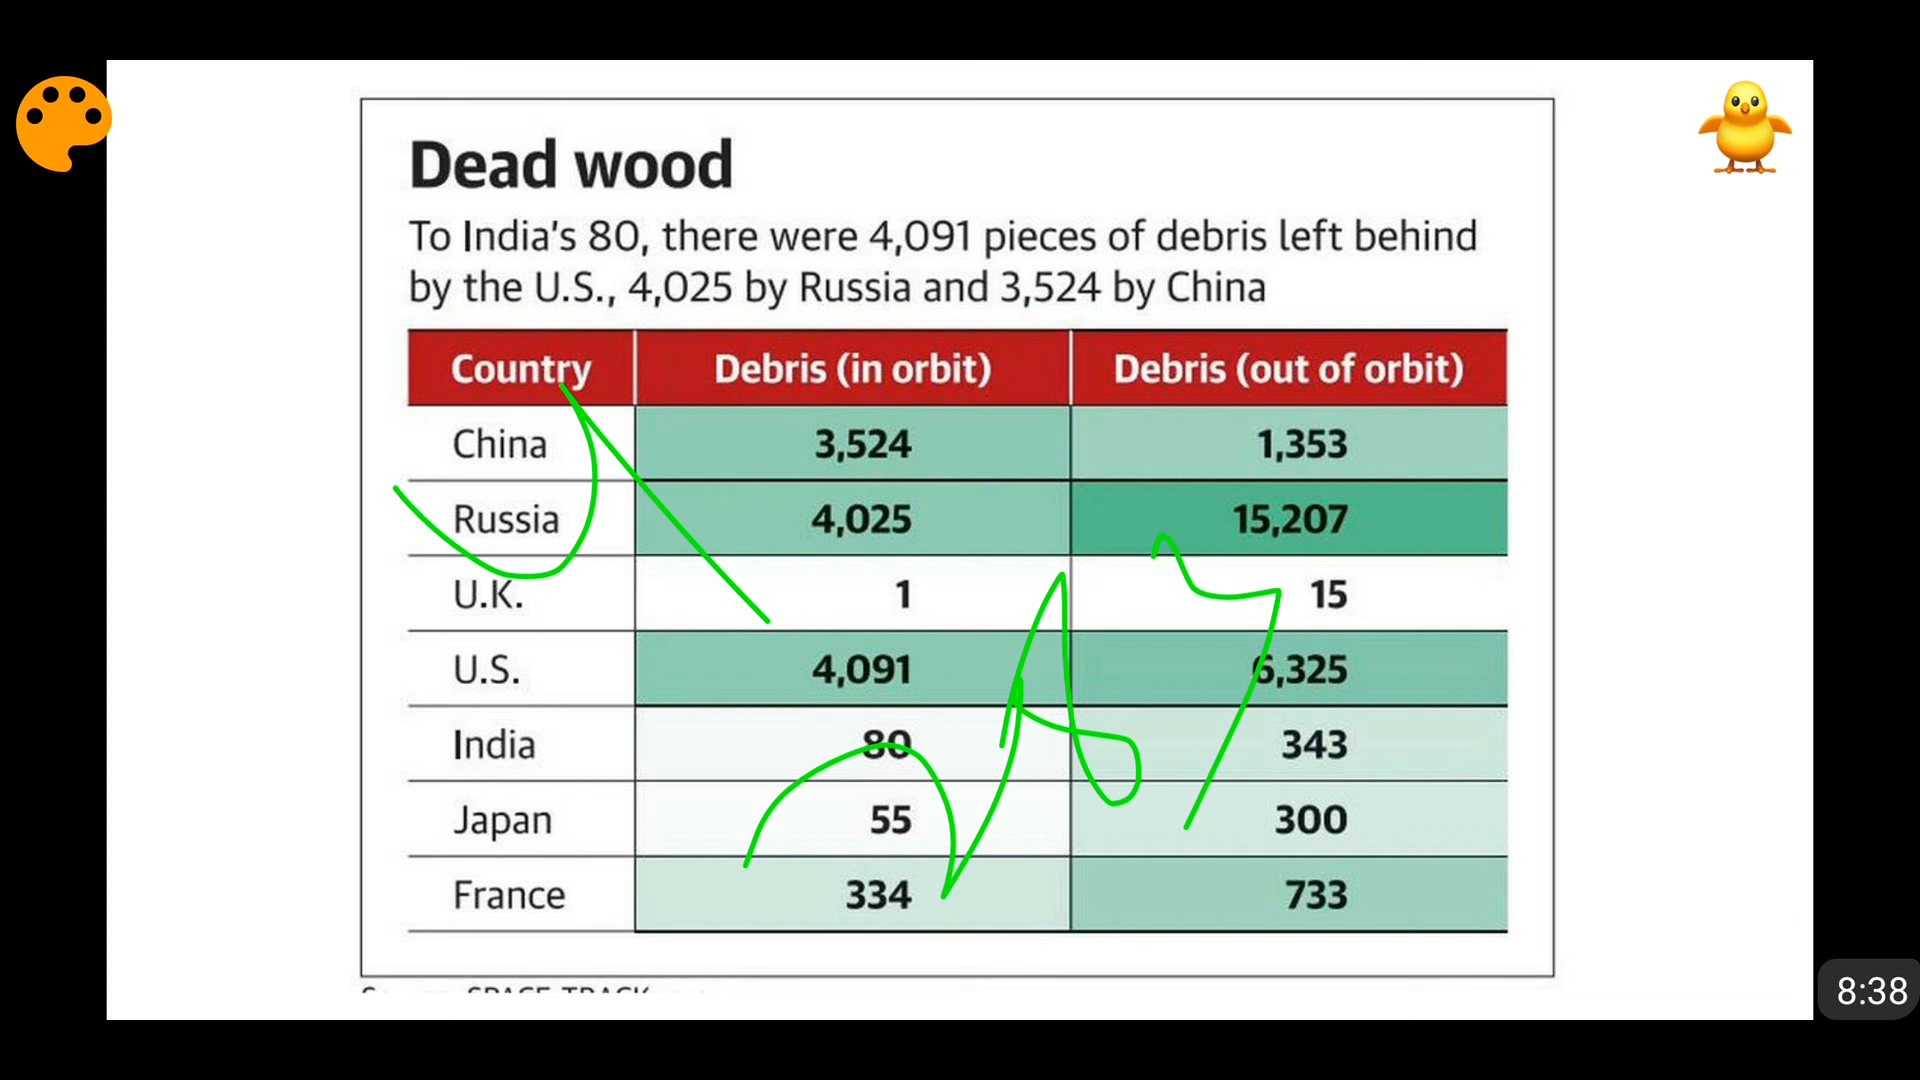 Dead wood
To India's 80, there were 4,091 pieces of debris left behind
by the U.S., 4,025 by Russia and 3,524 by China
Country Debris (in orbit) Debris (out of orbit)
China 3,524 1,353
Russia 4,025 15,207
U.K. 1 15
U.S. 4,091 6,325
India 80 343
Japan 55 300
France 334 733
8:38